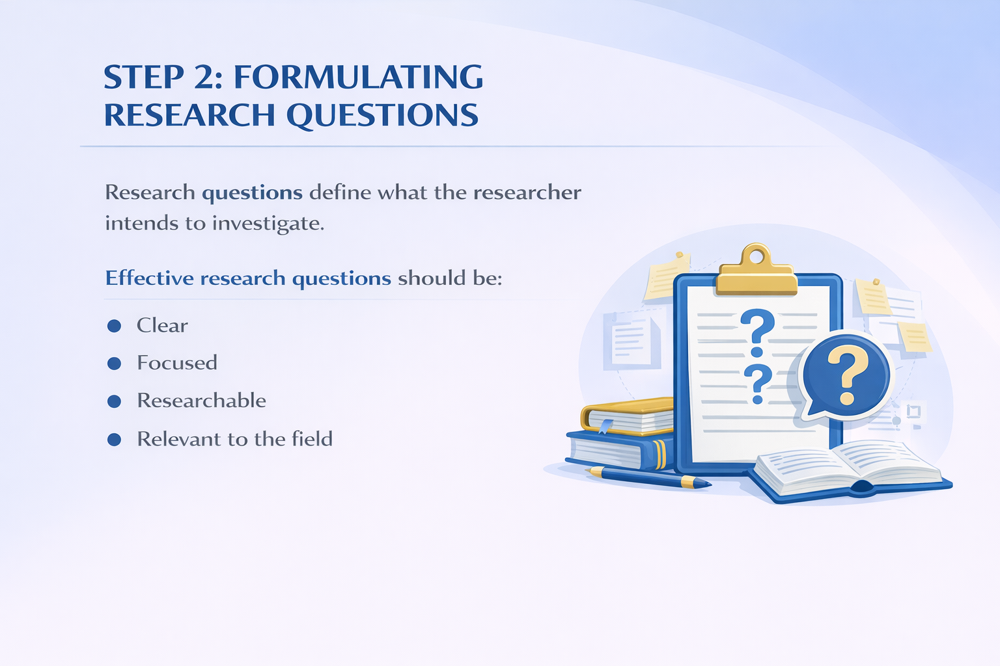 STEP 2: FORMULATING
RESEARCH QUESTIONS
Research questions define what the researcher
intends to investigate.
Effective research questions should be:
Clear
Focused
Researchable
Relevant to the field
?
?
?